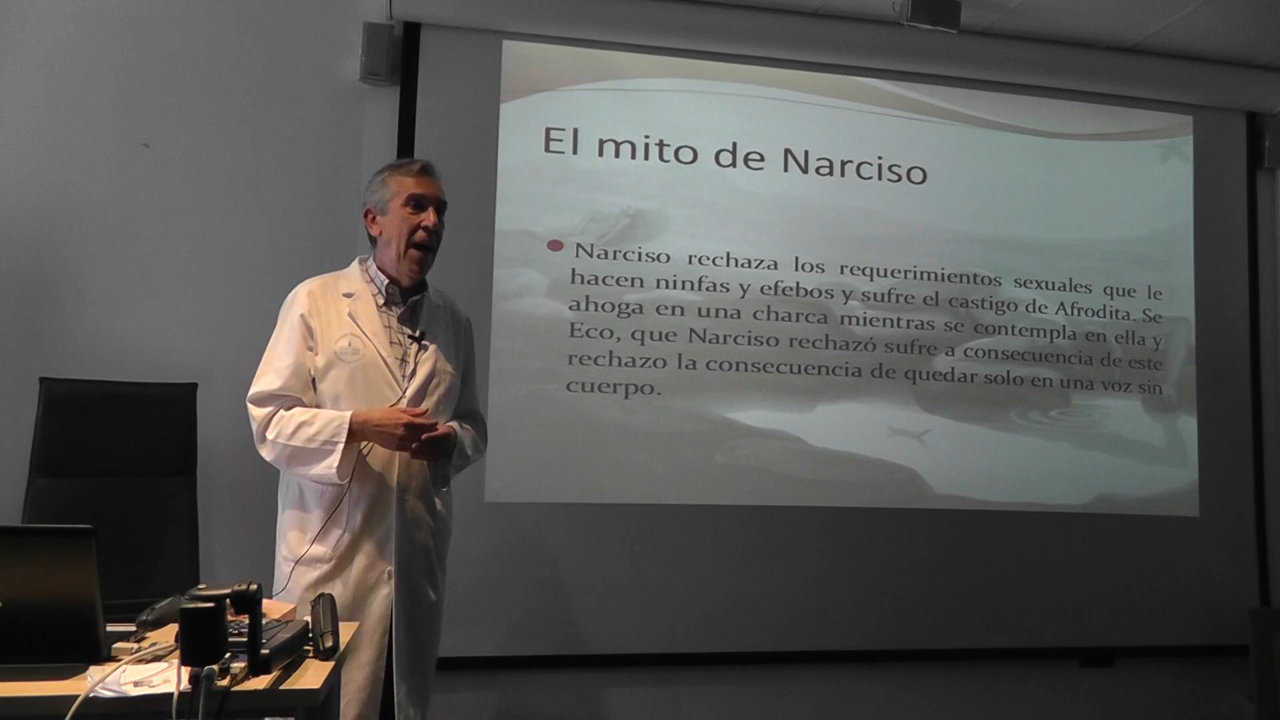 El mito de Narciso
Narciso rechaza los requerimientos sexuales que le
hacen ninfas y efebos y sufre el castigo de Afrodita. Se
ahoga en una charca mientras se contempla en ella y
Eco, que Narciso rechazó sufre a consecuencia de este
rechazo la consecuencia de quedar solo en una voz sin
cuerpo.